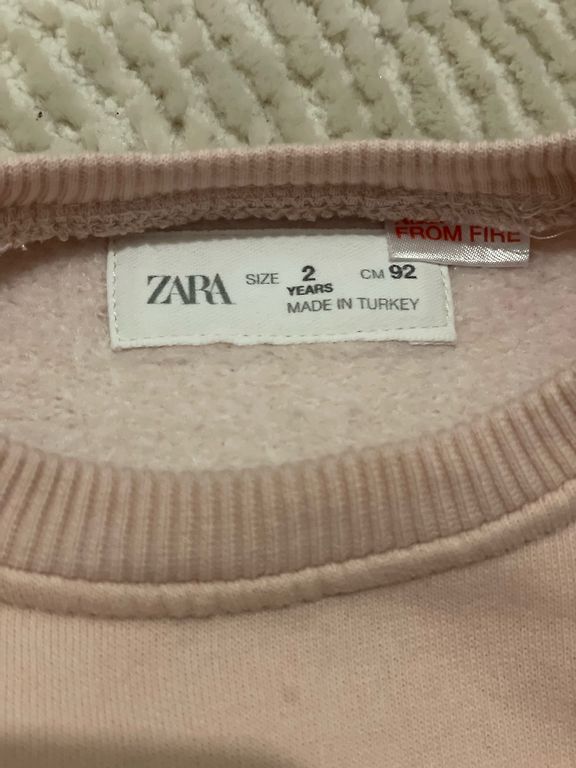 ZARA SIZE 2 YEARS CM 92
MADE IN TURKEY
FROM FIRE